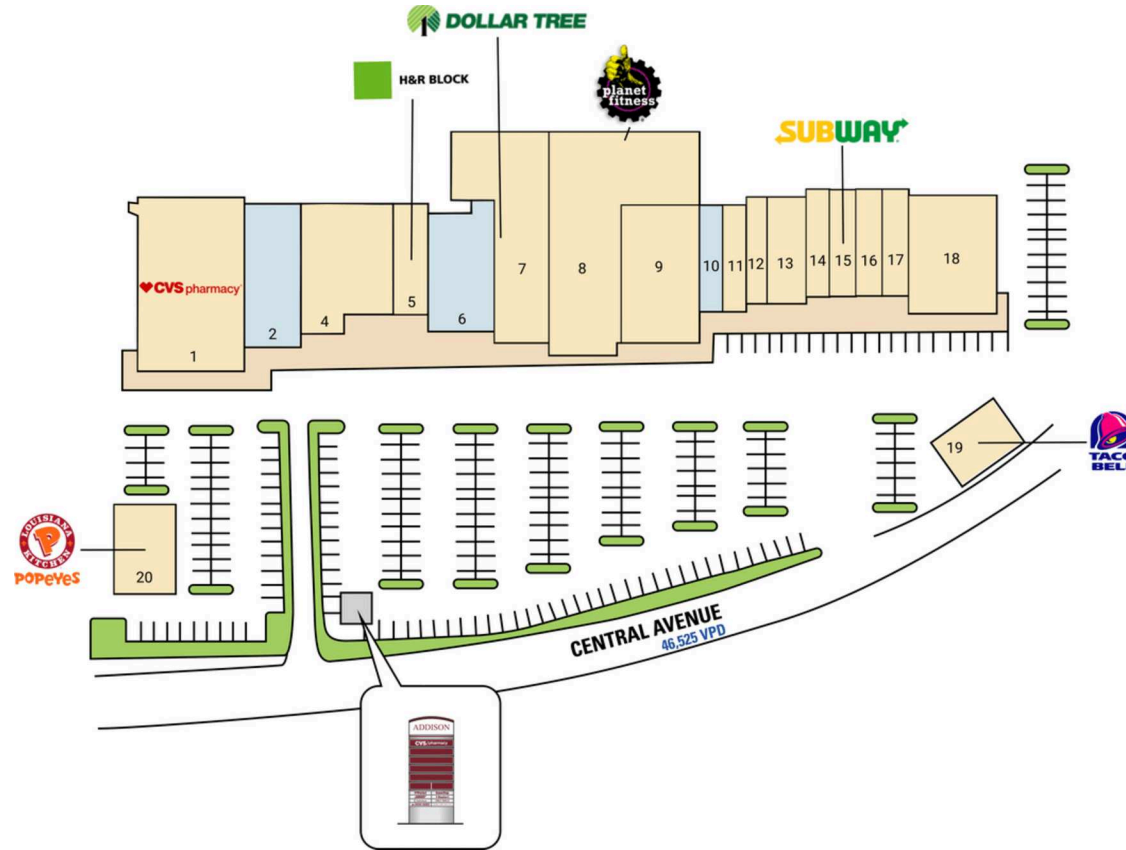 DOLLAR TREE
H&R BLOCK
planet
fitness
SUBWAY
CVS pharmacy
1
2
4
5
6
7
8
9
10
11
12
13
14
15
16
17
18
19
TACO
BELL
LOUISIANA
KITCHEN
POPEYES
20
CENTRAL AVENUE
46,525 VPD
ADDISON
CVS pharmacy